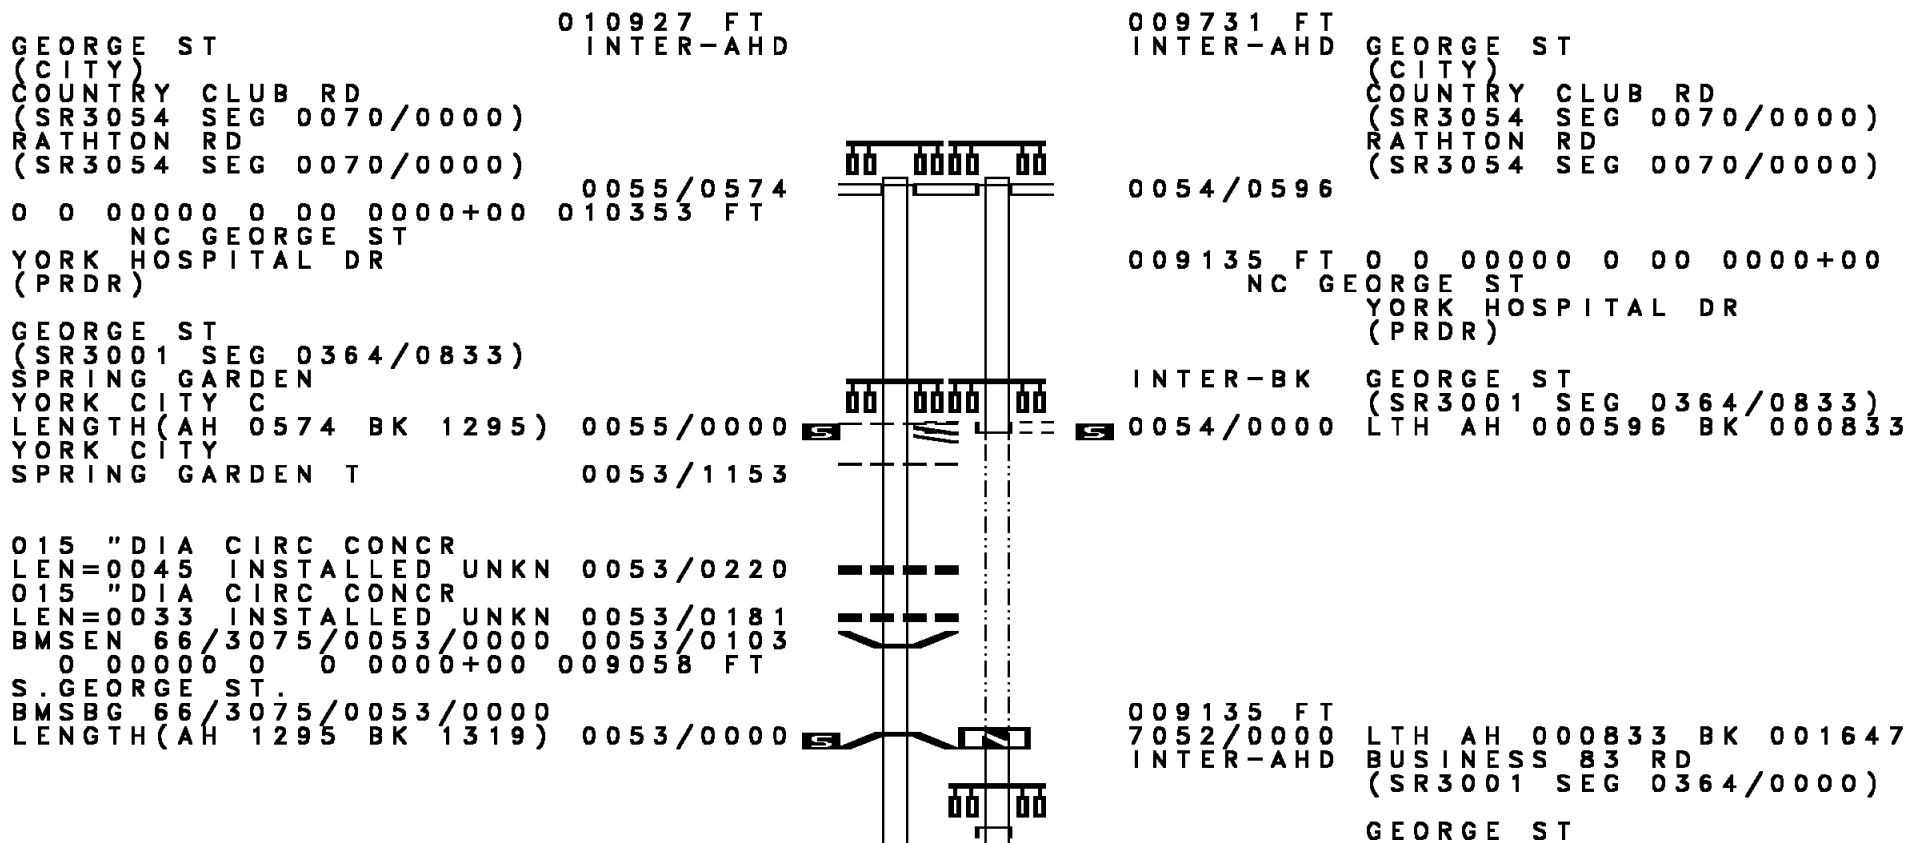 010927 FT
GEORGE ST INTER-AHD
(CITY)
COUNTRY CLUB RD
(SR3054 SEG 0070/0000)
RATHTON RD
(SR3054 SEG 0070/0000)
0055/0574
0 0 00000 0 00 0000+00 010353 FT
NC GEORGE ST
YORK HOSPITAL DR
(PRDR)
GEORGE ST
(SR3001 SEG 0364/0833)
SPRING GARDEN
YORK CITY C
LENGTH(AH 0574 BK 1295) 0055/0000 S
YORK CITY
SPRING GARDEN T 0053/1153
015 "DIA CIRC CONCR
LEN=0045 INSTALLED UNKN 0053/0220
015 "DIA CIRC CONCR
LEN=0033 INSTALLED UNKN 0053/0181
BMSEN 66/3075/0053/0000 0053/0103
0 00000 0 0 0000+00 009058 FT
S.GEORGE ST.
BMSBG 66/3075/0053/0000
LENGTH(AH 1295 BK 1319) 0053/0000 S
009731 FT
INTER-AHD GEORGE ST
(CITY)
COUNTRY CLUB RD
(SR3054 SEG 0070/0000)
RATHTON RD
(SR3054 SEG 0070/0000)
0054/0596
009135 FT 0 0 00000 0 00 0000+00
NC GEORGE ST
YORK HOSPITAL DR
(PRDR)
INTER-BK GEORGE ST
(SR3001 SEG 0364/0833)
S 0054/0000 LTH AH 000596 BK 000833
009135 FT
7052/0000 LTH AH 000833 BK 001647
INTER-AHD BUSINESS 83 RD
(SR3001 SEG 0364/0000)
GEORGE ST